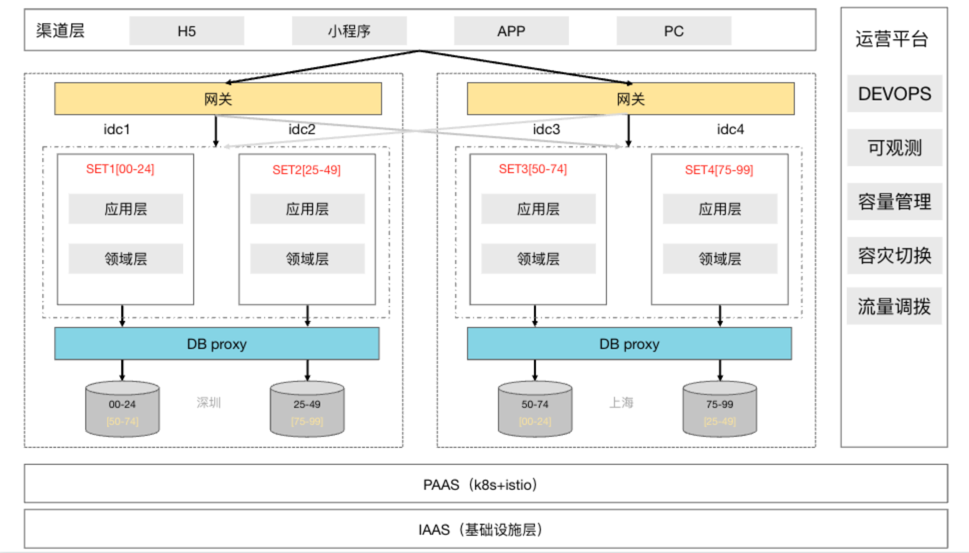 渠道层
H5
小程序
APP
PC
运营平台
DEVOPS
可观测
容量管理
容灾切换
流量调拨
网关
网关
idc1
idc2
idc3
idc4
SET1[00-24]
SET2[25-49]
SET3[50-74]
SET4[75-99]
应用层
应用层
应用层
应用层
领域层
领域层
领域层
领域层
DB proxy
DB proxy
00-24
[50-74]
深圳
25-49
[75-99]
50-74
[00-24]
上海
75-99
[25-49]
PAAS（k8s+istio）
IAAS（基础设施层）